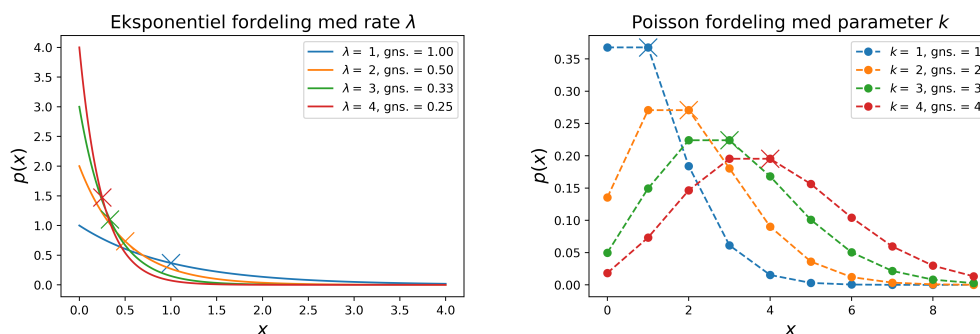 Eksponentiel fordeling med rate λ
p(x)
4.0
3.5
3.0
2.5
2.0
1.5
1.0
0.5
0.0
λ = 1, gns. = 1.00
λ = 2, gns. = 0.50
λ = 3, gns. = 0.33
λ = 4, gns. = 0.25
0.0 0.5 1.0 1.5 2.0 2.5 3.0 3.5 4.0
x
Poisson fordeling med parameter k
p(x)
0.35
0.30
0.25
0.20
0.15
0.10
0.05
0.00
k = 1, gns. = 1
k = 2, gns. = 2
k = 3, gns. = 3
k = 4, gns. = 4
0 2 4 6 8
x